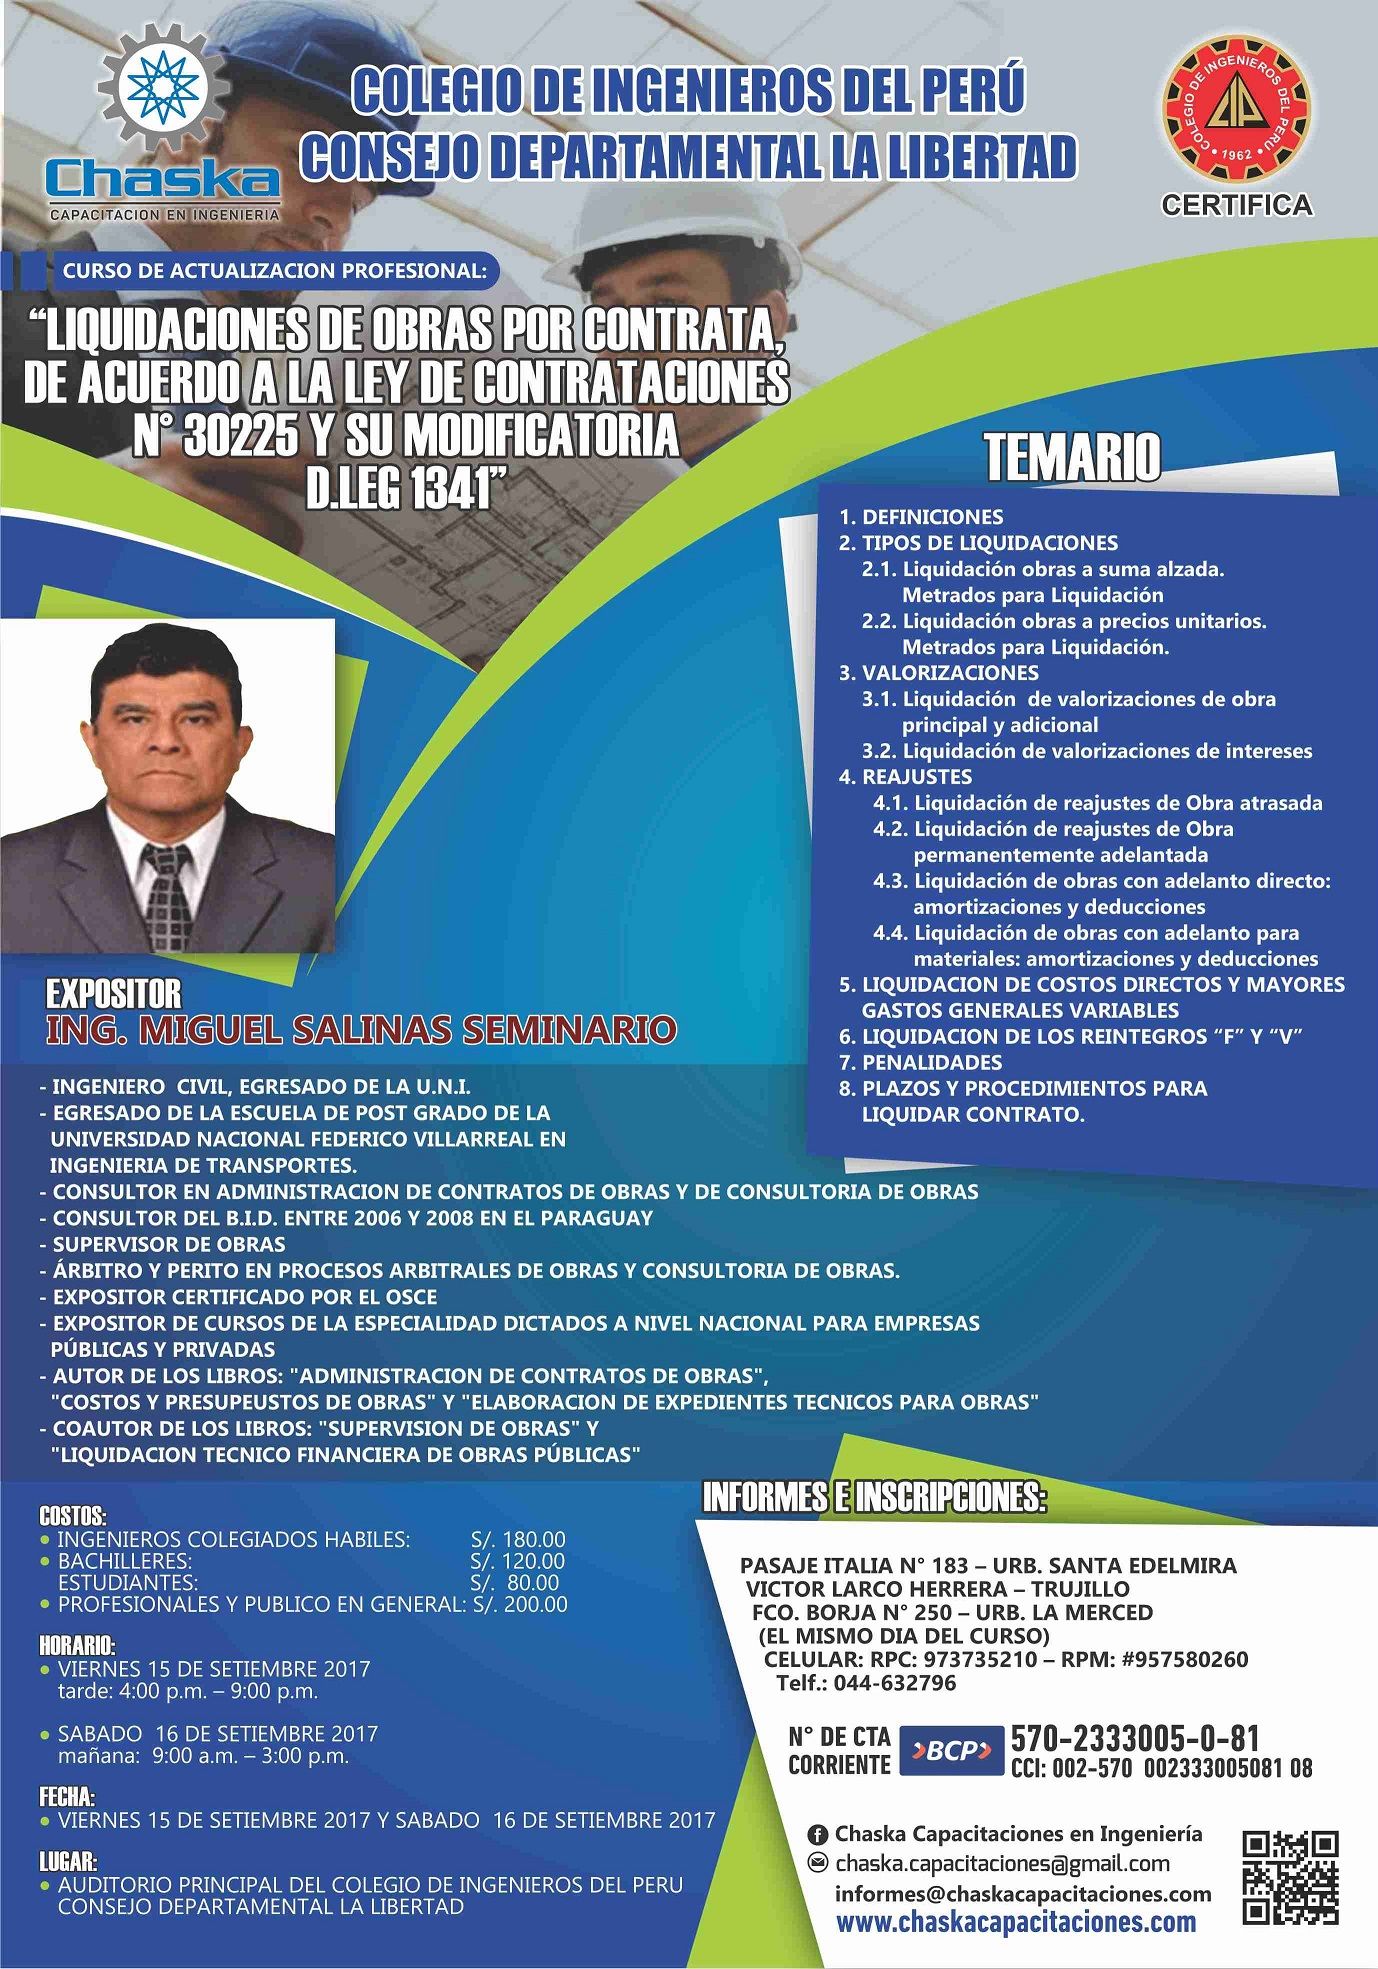 COLEGIO DE INGENIEROS DEL PERÚ
CONSEJO DEPARTAMENTAL LA LIBERTAD
Chaska
CAPACITACION EN INGENIERIA
COLEGIO DE INGENIEROS DEL PERU
CIP
• 1962 •
CERTIFICA
CURSO DE ACTUALIZACION PROFESIONAL:
“LIQUIDACIONES DE OBRAS POR CONTRATA,
DE ACUERDO A LA LEY DE CONTRATACIONES
N° 30225 Y SU MODIFICATORIA
D.LEG 1341”
TEMARIO
1. DEFINICIONES
2. TIPOS DE LIQUIDACIONES
2.1. Liquidación obras a suma alzada.
Metrados para Liquidación
2.2. Liquidación obras a precios unitarios.
Metrados para Liquidación.
3. VALORIZACIONES
3.1. Liquidación de valorizaciones de obra
principal y adicional
3.2. Liquidación de valorizaciones de intereses
4. REAJUSTES
4.1. Liquidación de reajustes de Obra atrasada
4.2. Liquidación de reajustes de Obra
permanentemente adelantada
4.3. Liquidación de obras con adelanto directo:
amortizaciones y deducciones
4.4. Liquidación de obras con adelanto para
materiales: amortizaciones y deducciones
5. LIQUIDACION DE COSTOS DIRECTOS Y MAYORES
GASTOS GENERALES VARIABLES
6. LIQUIDACION DE LOS REINTEGROS “F” Y “V”
7. PENALIDADES
8. PLAZOS Y PROCEDIMIENTOS PARA
LIQUIDAR CONTRATO.
EXPOSITOR
ING. MIGUEL SALINAS SEMINARIO
- INGENIERO CIVIL, EGRESADO DE LA U.N.I.
- EGRESADO DE LA ESCUELA DE POST GRADO DE LA
UNIVERSIDAD NACIONAL FEDERICO VILLARREAL EN
INGENIERIA DE TRANSPORTES.
- CONSULTOR EN ADMINISTRACION DE CONTRATOS DE OBRAS Y DE CONSULTORIA DE OBRAS
- CONSULTOR DEL B.I.D. ENTRE 2006 Y 2008 EN EL PARAGUAY
- SUPERVISOR DE OBRAS
- ÁRBITRO Y PERITO EN PROCESOS ARBITRALES DE OBRAS Y CONSULTORIA DE OBRAS.
- EXPOSITOR CERTIFICADO POR EL OSCE
- EXPOSITOR DE CURSOS DE LA ESPECIALIDAD DICTADOS A NIVEL NACIONAL PARA EMPRESAS
PÚBLICAS Y PRIVADAS
- AUTOR DE LOS LIBROS: "ADMINISTRACION DE CONTRATOS DE OBRAS",
"COSTOS Y PRESUPEUSTOS DE OBRAS" Y "ELABORACION DE EXPEDIENTES TECNICOS PARA OBRAS"
- COAUTOR DE LOS LIBROS: "SUPERVISION DE OBRAS" Y
"LIQUIDACION TECNICO FINANCIERA DE OBRAS PÚBLICAS"
COSTOS:
• INGENIEROS COLEGIADOS HABILES: S/. 180.00
• BACHILLERES: S/. 120.00
ESTUDIANTES: S/. 80.00
• PROFESIONALES Y PUBLICO EN GENERAL: S/. 200.00
HORARIO:
• VIERNES 15 DE SETIEMBRE 2017
tarde: 4:00 p.m. – 9:00 p.m.
• SABADO 16 DE SETIEMBRE 2017
mañana: 9:00 a.m. – 3:00 p.m.
FECHA:
• VIERNES 15 DE SETIEMBRE 2017 Y SABADO 16 DE SETIEMBRE 2017
LUGAR:
• AUDITORIO PRINCIPAL DEL COLEGIO DE INGENIEROS DEL PERU
CONSEJO DEPARTAMENTAL LA LIBERTAD
INFORMES E INSCRIPCIONES:
PASAJE ITALIA N° 183 – URB. SANTA EDELMIRA
VICTOR LARCO HERRERA – TRUJILLO
FCO. BORJA N° 250 – URB. LA MERCED
(EL MISMO DIA DEL CURSO)
CELULAR: RPC: 973735210 – RPM: #957580260
Telf.: 044-632796
N° DE CTA
CORRIENTE
BCP
570-2333005-0-81
CCI: 002-570 002333005081 08
Chaska Capacitaciones en Ingeniería
chaska.capacitaciones@gmail.com
informes@chaskacapacitaciones.com
www.chaskacapacitaciones.com